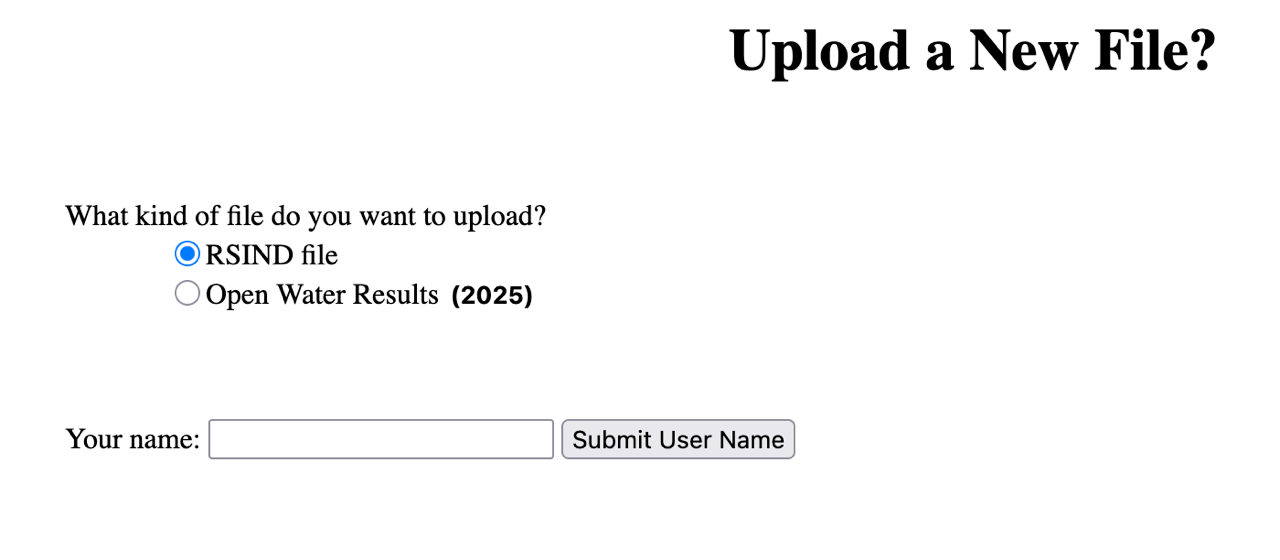 Upload a New File?
What kind of file do you want to upload?
RSIND file
Open Water Results (2025)
Your name: Submit User Name